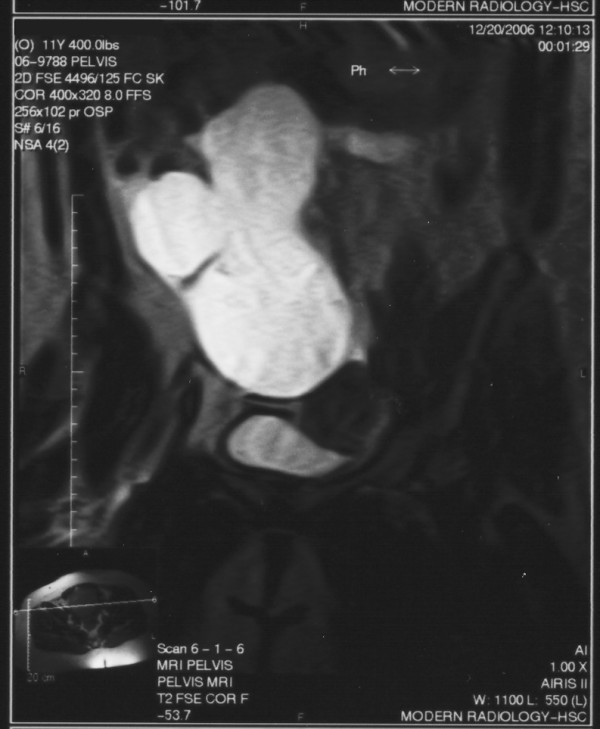 -101.7
F
MODERN RADIOLOGY-HSC
H
12/20/2006 12:10:13
00:01:29
(O) 11Y 400.0lbs
06-9788 PELVIS
2D FSE 4496/125 FC SK
COR 400x320 8.0 FFS
256x102 pr OSP
S# 6/16
NSA 4(2)
Ph
R
L
A
20 cm
Scan 6 - 1 - 6
MRI PELVIS
PELVIS MRI
T2 FSE COR F
-53.7
F
AI
1.00 X
AIRIS II
W: 1100 L: 550 (L)
MODERN RADIOLOGY-HSC